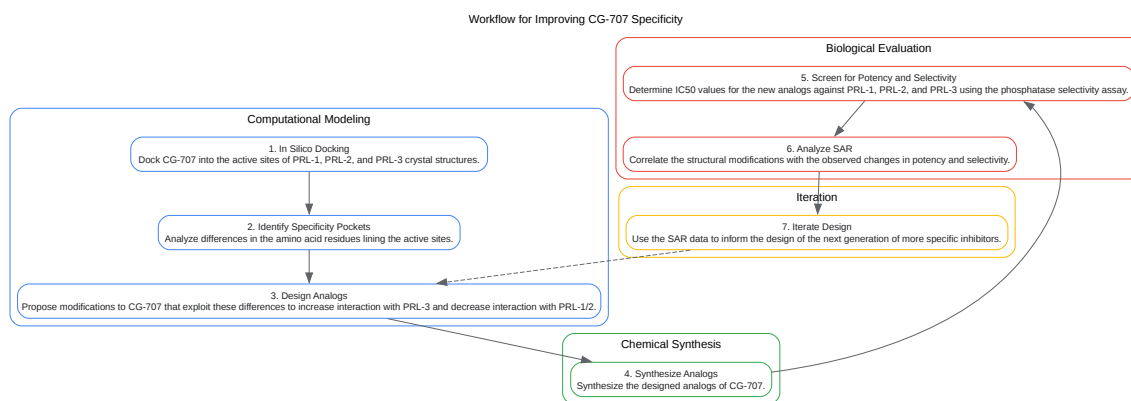 Workflow for Improving CG-707 Specificity
Computational Modeling
1. In Silico Docking
Dock CG-707 into the active sites of PRL-1, PRL-2, and PRL-3 crystal structures.
2. Identify Specificity Pockets
Analyze differences in the amino acid residues lining the active sites.
3. Design Analogs
Propose modifications to CG-707 that exploit these differences to increase interaction with PRL-3 and decrease interaction with PRL-1/2.
Chemical Synthesis
4. Synthesize Analogs
Synthesize the designed analogs of CG-707.
Biological Evaluation
5. Screen for Potency and Selectivity
Determine IC50 values for the new analogs against PRL-1, PRL-2, and PRL-3 using the phosphatase selectivity assay.
6. Analyze SAR
Correlate the structural modifications with the observed changes in potency and selectivity.
Iteration
7. Iterate Design
Use the SAR data to inform the design of the next generation of more specific inhibitors.